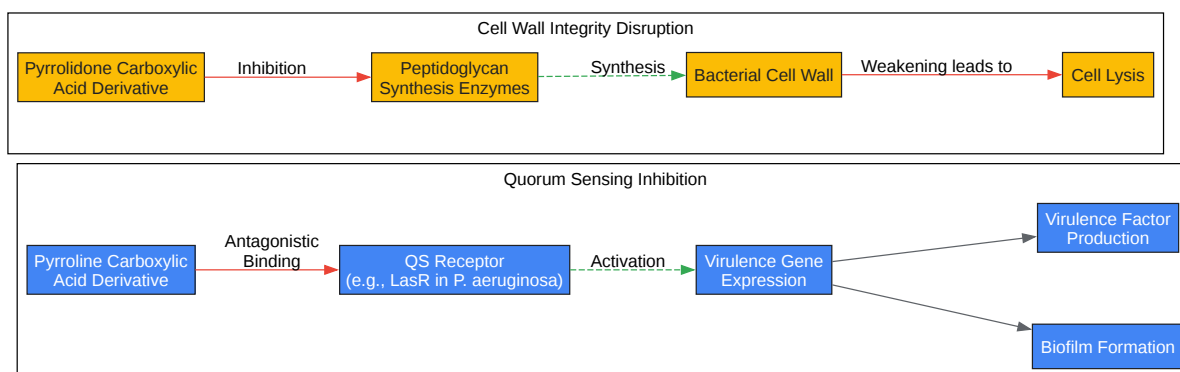 Cell Wall Integrity Disruption
Pyrrolidone Carboxylic
Acid Derivative
Inhibition
Peptidoglycan
Synthesis Enzymes
Synthesis
Bacterial Cell Wall
Weakening leads to
Cell Lysis
Quorum Sensing Inhibition
Pyrroline Carboxylic
Acid Derivative
Antagonistic
Binding
QS Receptor
(e.g., LasR in P. aeruginosa)
Activation
Virulence Gene
Expression
Virulence Factor
Production
Biofilm Formation